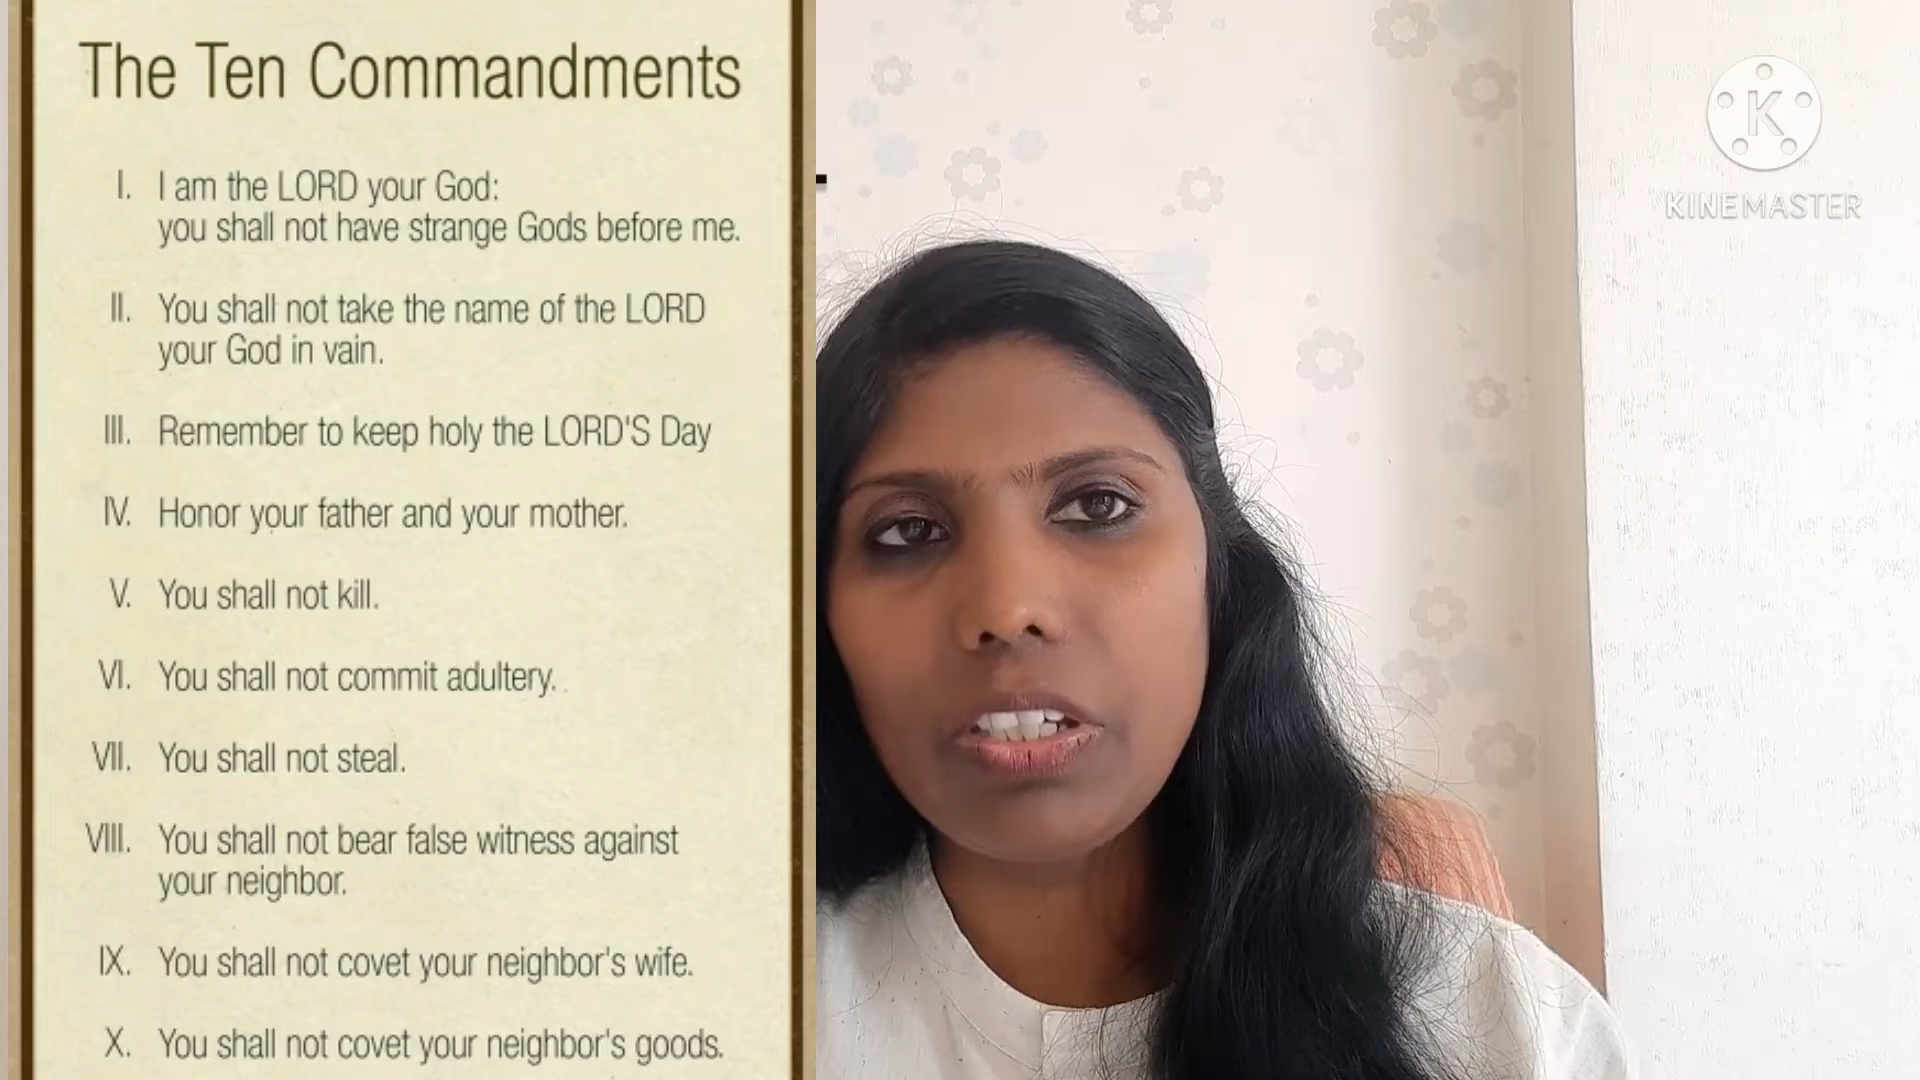 The Ten Commandments
I. I am the LORD your God:
you shall not have strange Gods before me.
II. You shall not take the name of the LORD
your God in vain.
III. Remember to keep holy the LORD'S Day
IV. Honor your father and your mother.
V. You shall not kill.
VI. You shall not commit adultery.
VII. You shall not steal.
VIII. You shall not bear false witness against
your neighbor.
IX. You shall not covet your neighbor's wife.
X. You shall not covet your neighbor's goods.
K
KINEMASTER